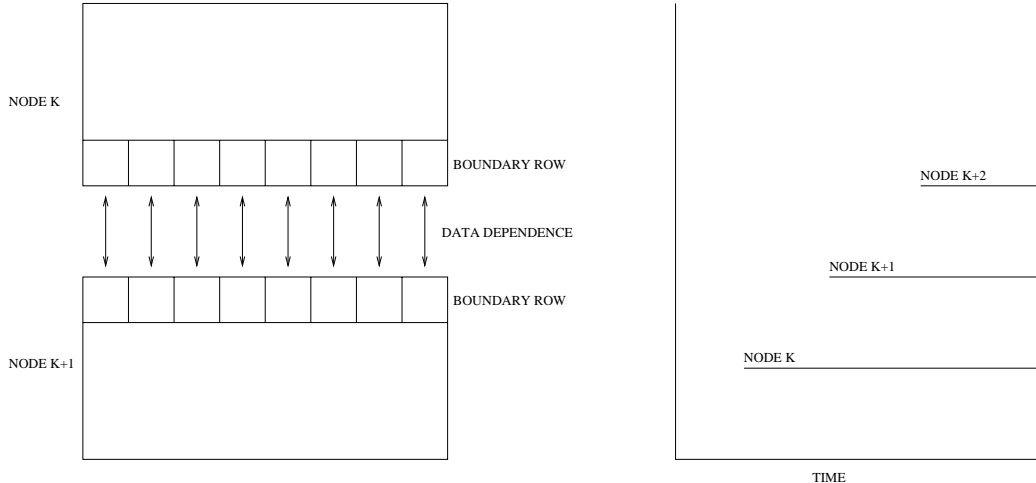 NODE K
BOUNDARY ROW
DATA DEPENDENCE
BOUNDARY ROW
NODE K+1
NODE K+2
NODE K+1
NODE K
TIME